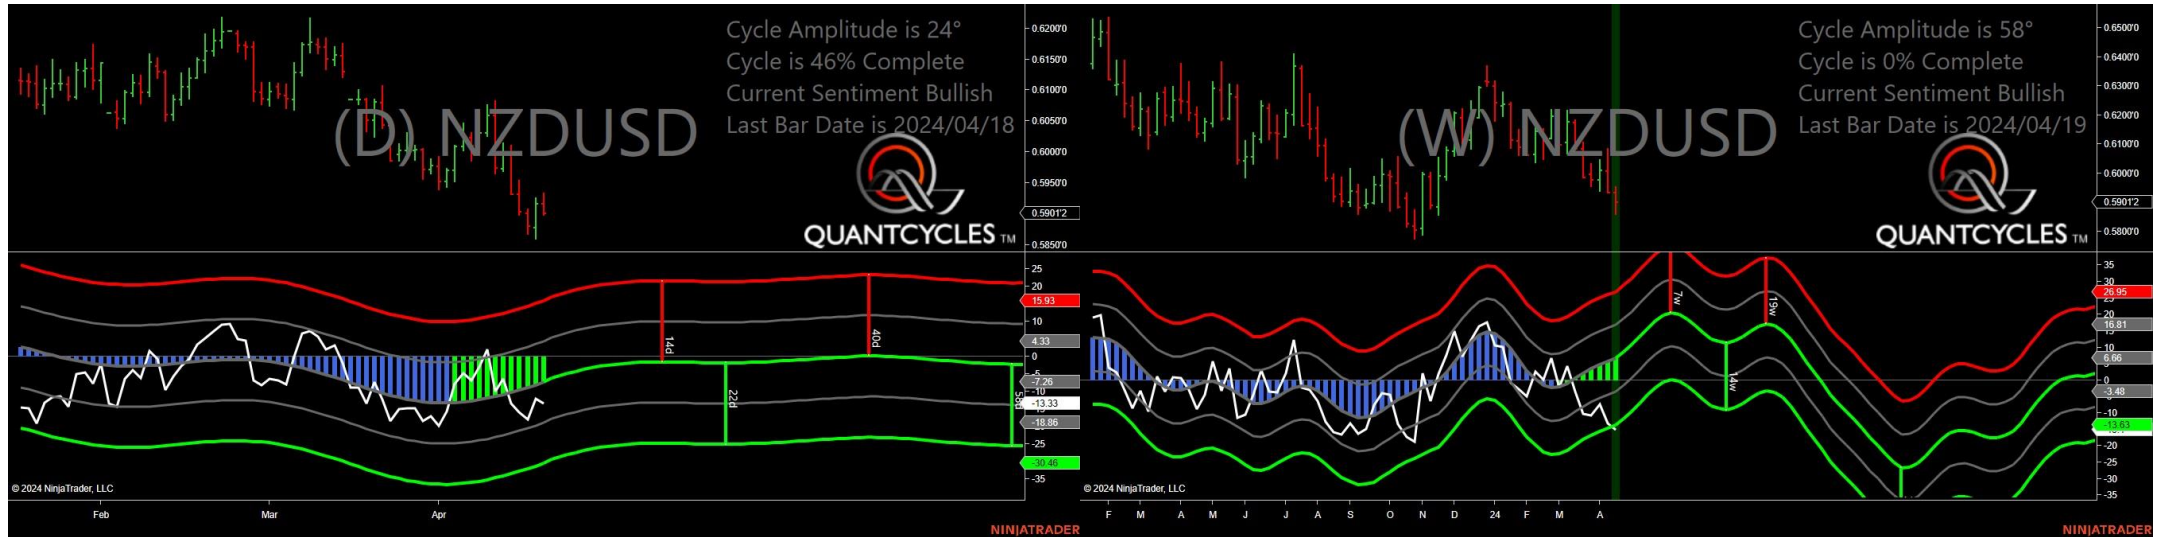 Cycle Amplitude is 24°
Cycle is 46% Complete
Current Sentiment Bullish
Last Bar Date is 2024/04/18
(D) NZDUSD
QUANTCYCLES TM
0.6200'0
0.6150'0
0.6100'0
0.6050'0
0.6000'0
0.5950'0
0.5901'2
0.5850'0
25
20
15.93
10
4.33
0
-5
-7.26
-10
-13.33
-18.86
-25
-30.46
-35
14d
40d
22d
58d
© 2024 NinjaTrader, LLC
Feb Mar Apr
NINJATRADER
Cycle Amplitude is 58°
Cycle is 0% Complete
Current Sentiment Bullish
Last Bar Date is 2024/04/19
(W) NZDUSD
QUANTCYCLES TM
0.6500'0
0.6400'0
0.6300'0
0.6200'0
0.6100'0
0.6000'0
0.5901'2
0.5800'0
35
30
26.95
20
16.81
10
6.66
0
-3.48
-10
-13.63
-20
-25
-30
-35
7w
19w
14w
© 2024 NinjaTrader, LLC
F M A M J J A S O N D 24 F M A
NINJATRADER